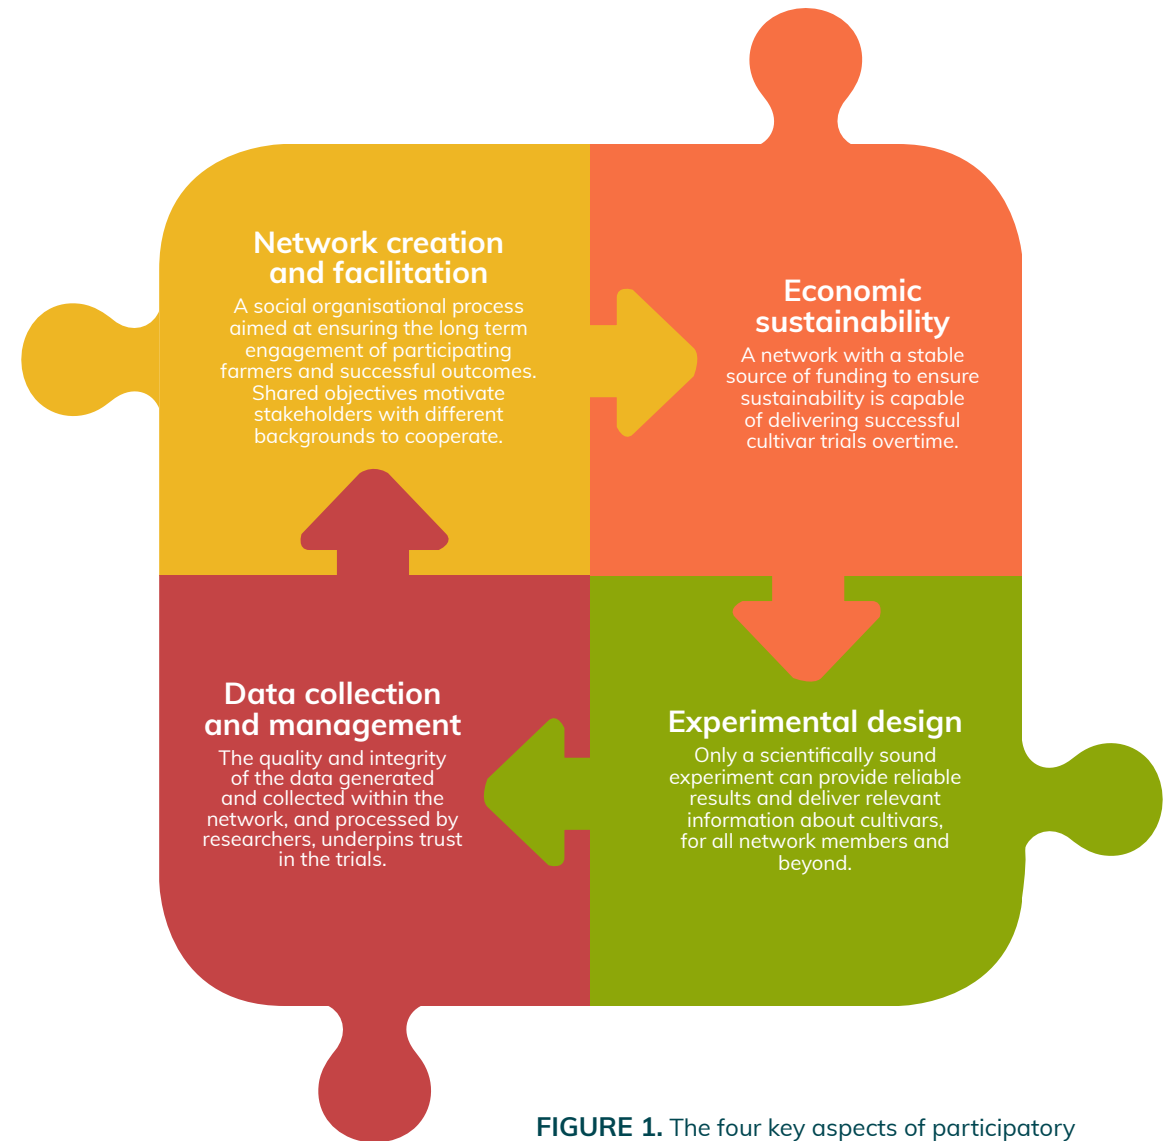 Network creation
and facilitation
A social organisational process
aimed at ensuring the long term
engagement of participating
farmers and successful outcomes.
Shared objectives motivate
stakeholders with different
backgrounds to cooperate.
Economic
sustainability
A network with a stable
source of funding to ensure
sustainability is capable
of delivering successful
cultivar trials overtime.
Data collection
and management
The quality and integrity
of the data generated
and collected within the
network, and processed by
researchers, underpins trust
in the trials.
Experimental design
Only a scientifically sound
experiment can provide reliable
results and deliver relevant
information about cultivars,
for all network members and
beyond.
FIGURE 1. The four key aspects of participatory